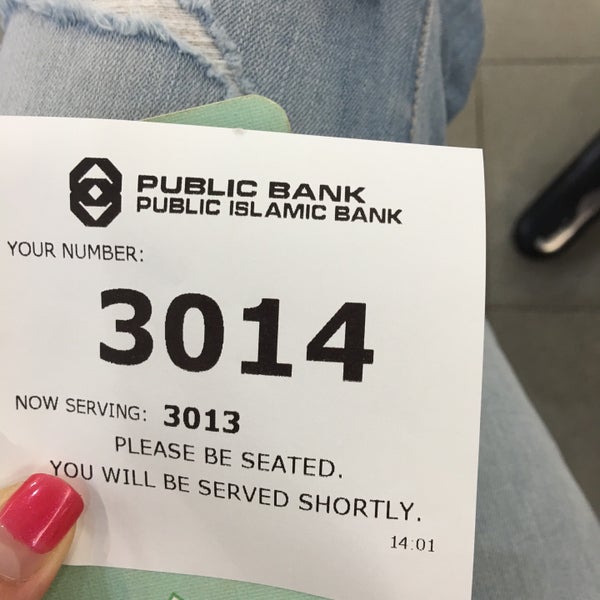 PUBLIC BANK
PUBLIC ISLAMIC BANK
YOUR NUMBER:
3014
NOW SERVING: 3013
PLEASE BE SEATED.
YOU WILL BE SERVED SHORTLY.
14:01